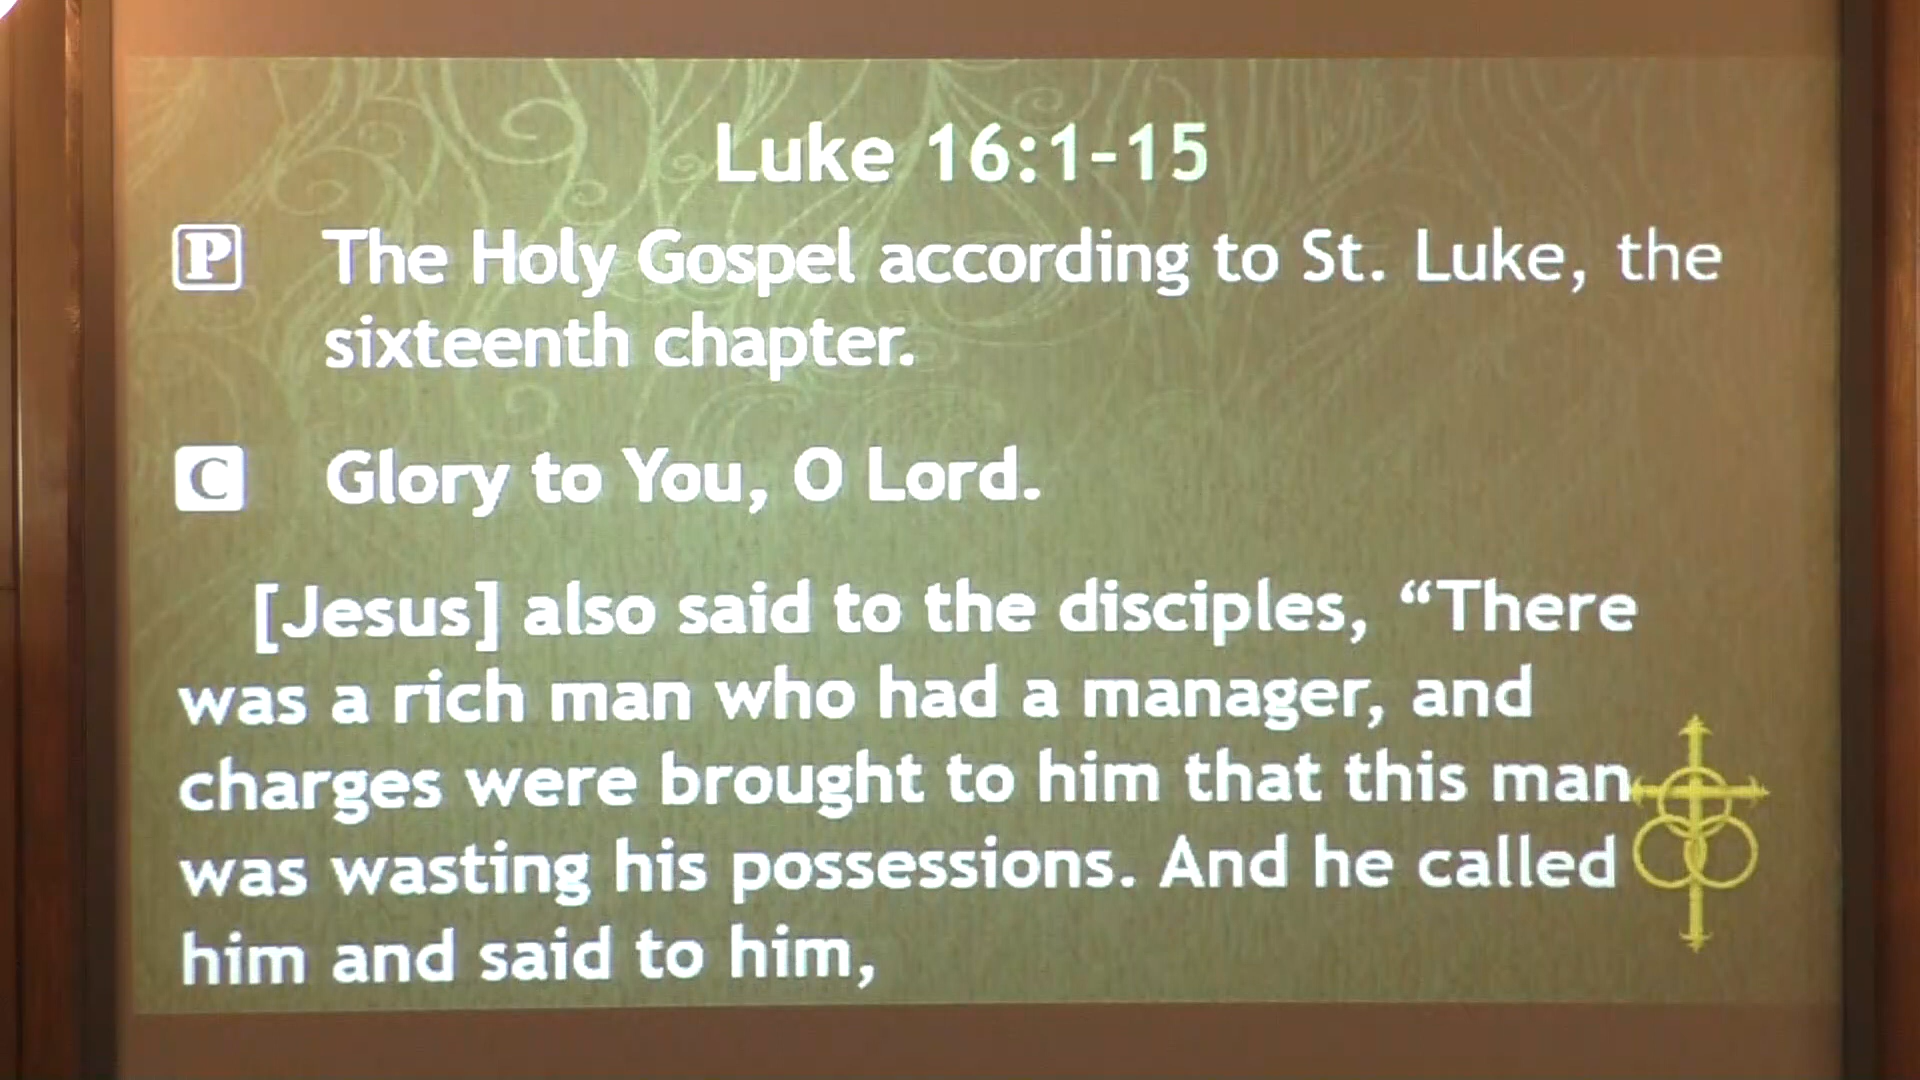 Luke 16:1-15
P The Holy Gospel according to St. Luke, the
sixteenth chapter.
C Glory to You, O Lord.
[Jesus] also said to the disciples, “There
was a rich man who had a manager, and
charges were brought to him that this man
was wasting his possessions. And he called
him and said to him,